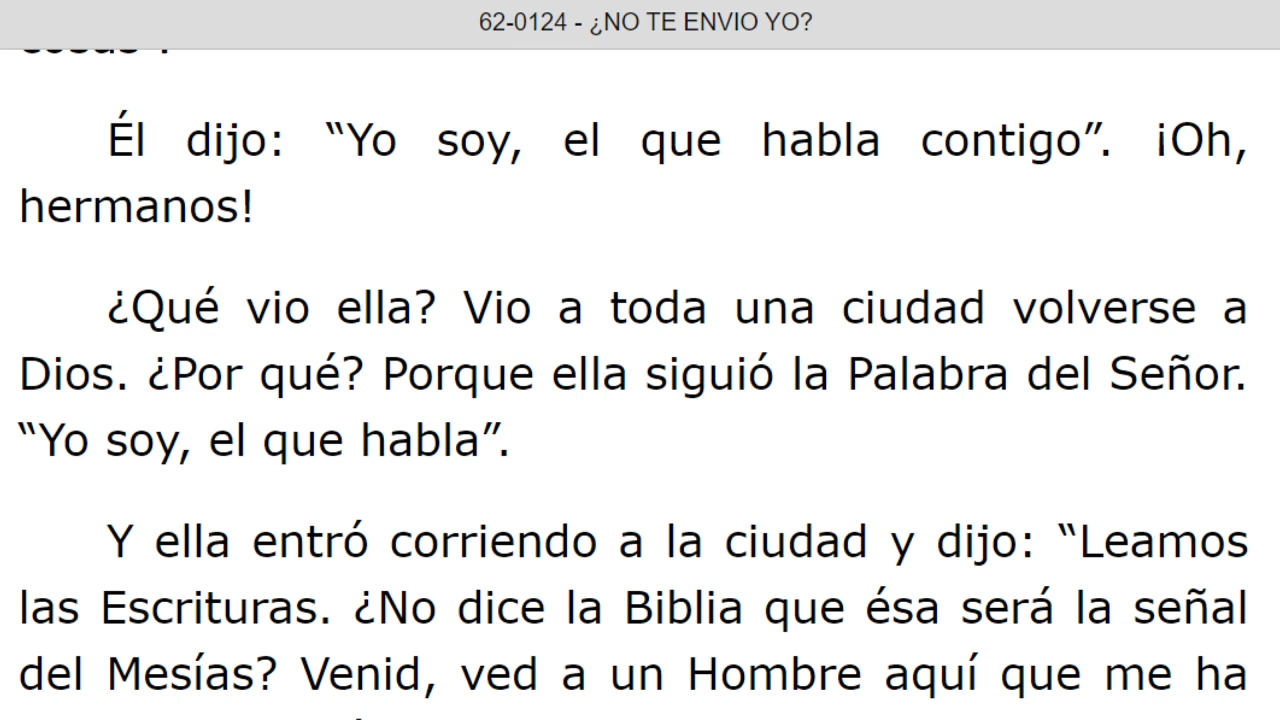 62-0124 - ¿NO TE ENVIO YO?
Él dijo: “Yo soy, el que habla contigo”. ¡Oh,
hermanos!
¿Qué vio ella? Vio a toda una ciudad volverse a
Dios. ¿Por qué? Porque ella siguió la Palabra del Señor.
“Yo soy, el que habla”.
Y ella entró corriendo a la ciudad y dijo: “Leamos
las Escrituras. ¿No dice la Biblia que ésa será la señal
del Mesías? Venid, ved a un Hombre aquí que me ha